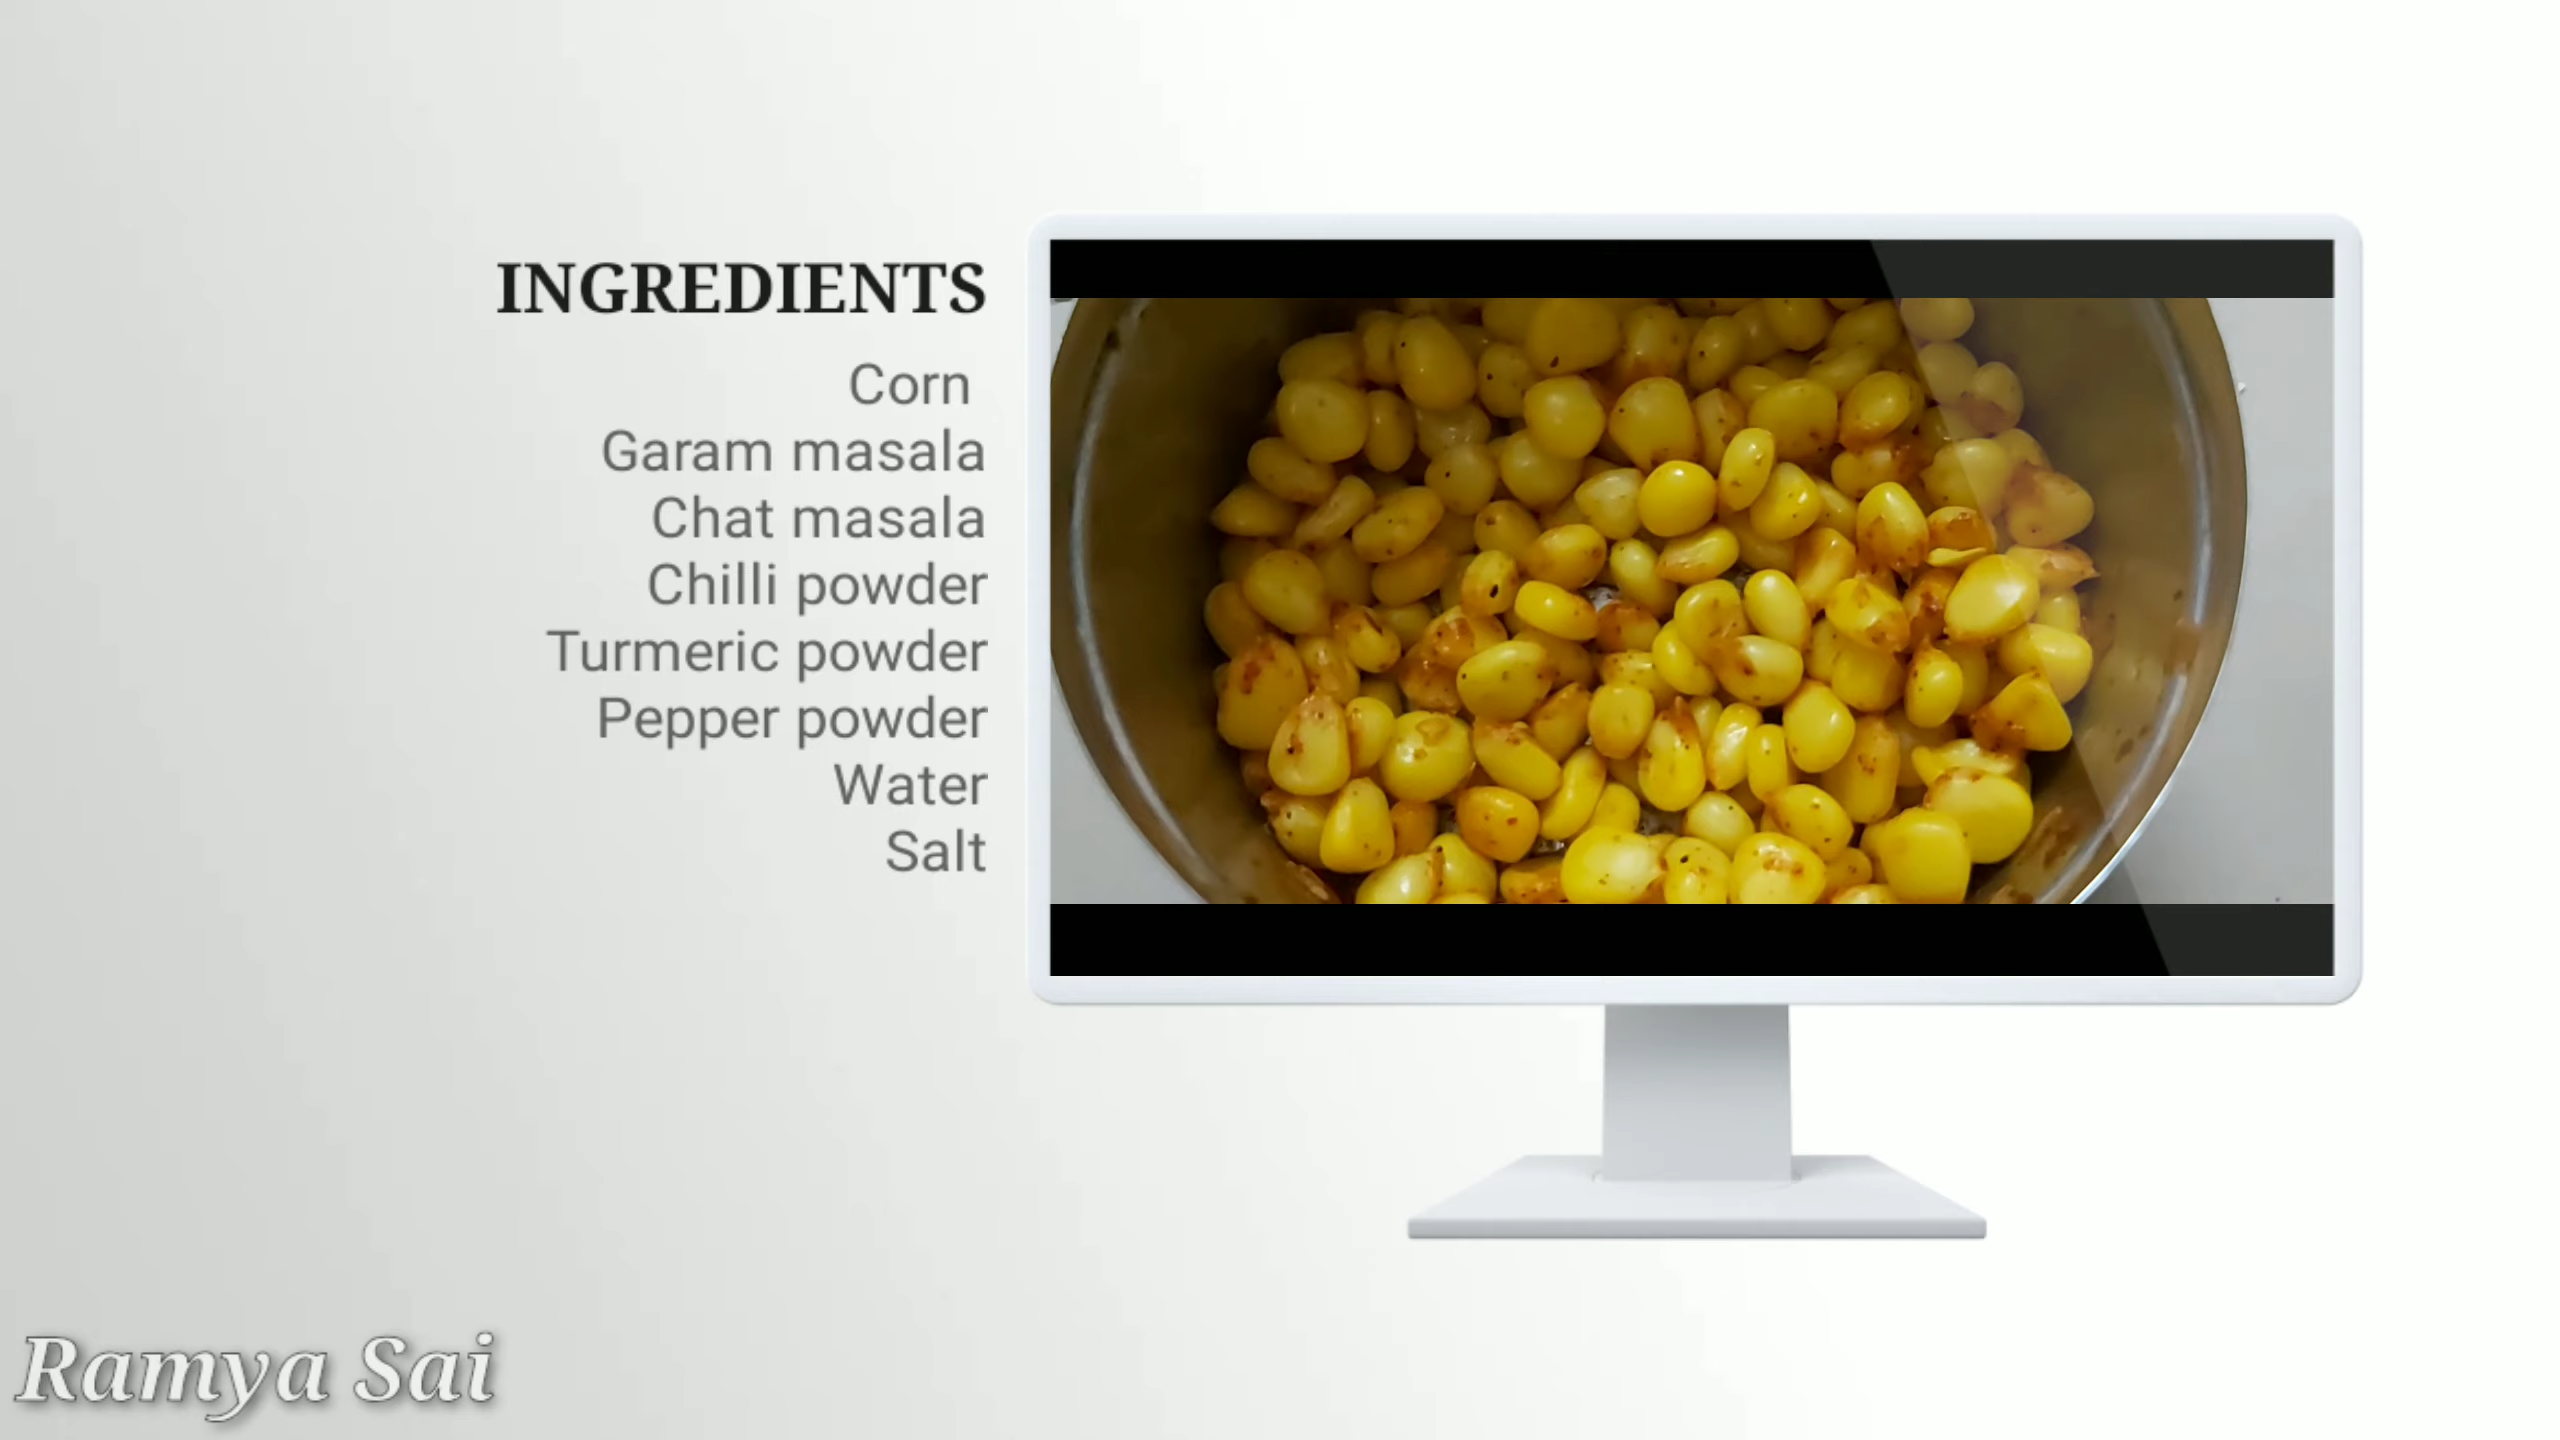 INGREDIENTS
Corn
Garam masala
Chat masala
Chilli powder
Turmeric powder
Pepper powder
Water
Salt
Ramya Sai